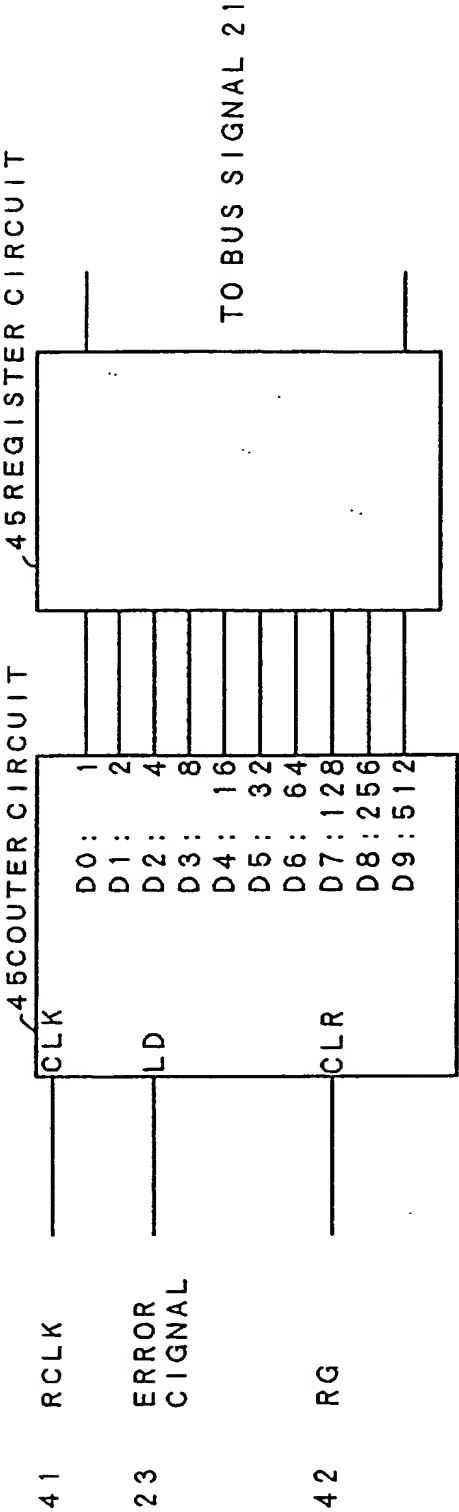 45COUTER CIRCUIT
45REGISTER CIRCUIT
41 RCLK
CLK
23 ERROR
CIGNAL
LD
42 RG
CLR
D0: 1
D1: 2
D2: 4
D3: 8
D4: 16
D5: 32
D6: 64
D7:128
D8:256
D9:512
TO BUS SIGNAL 21